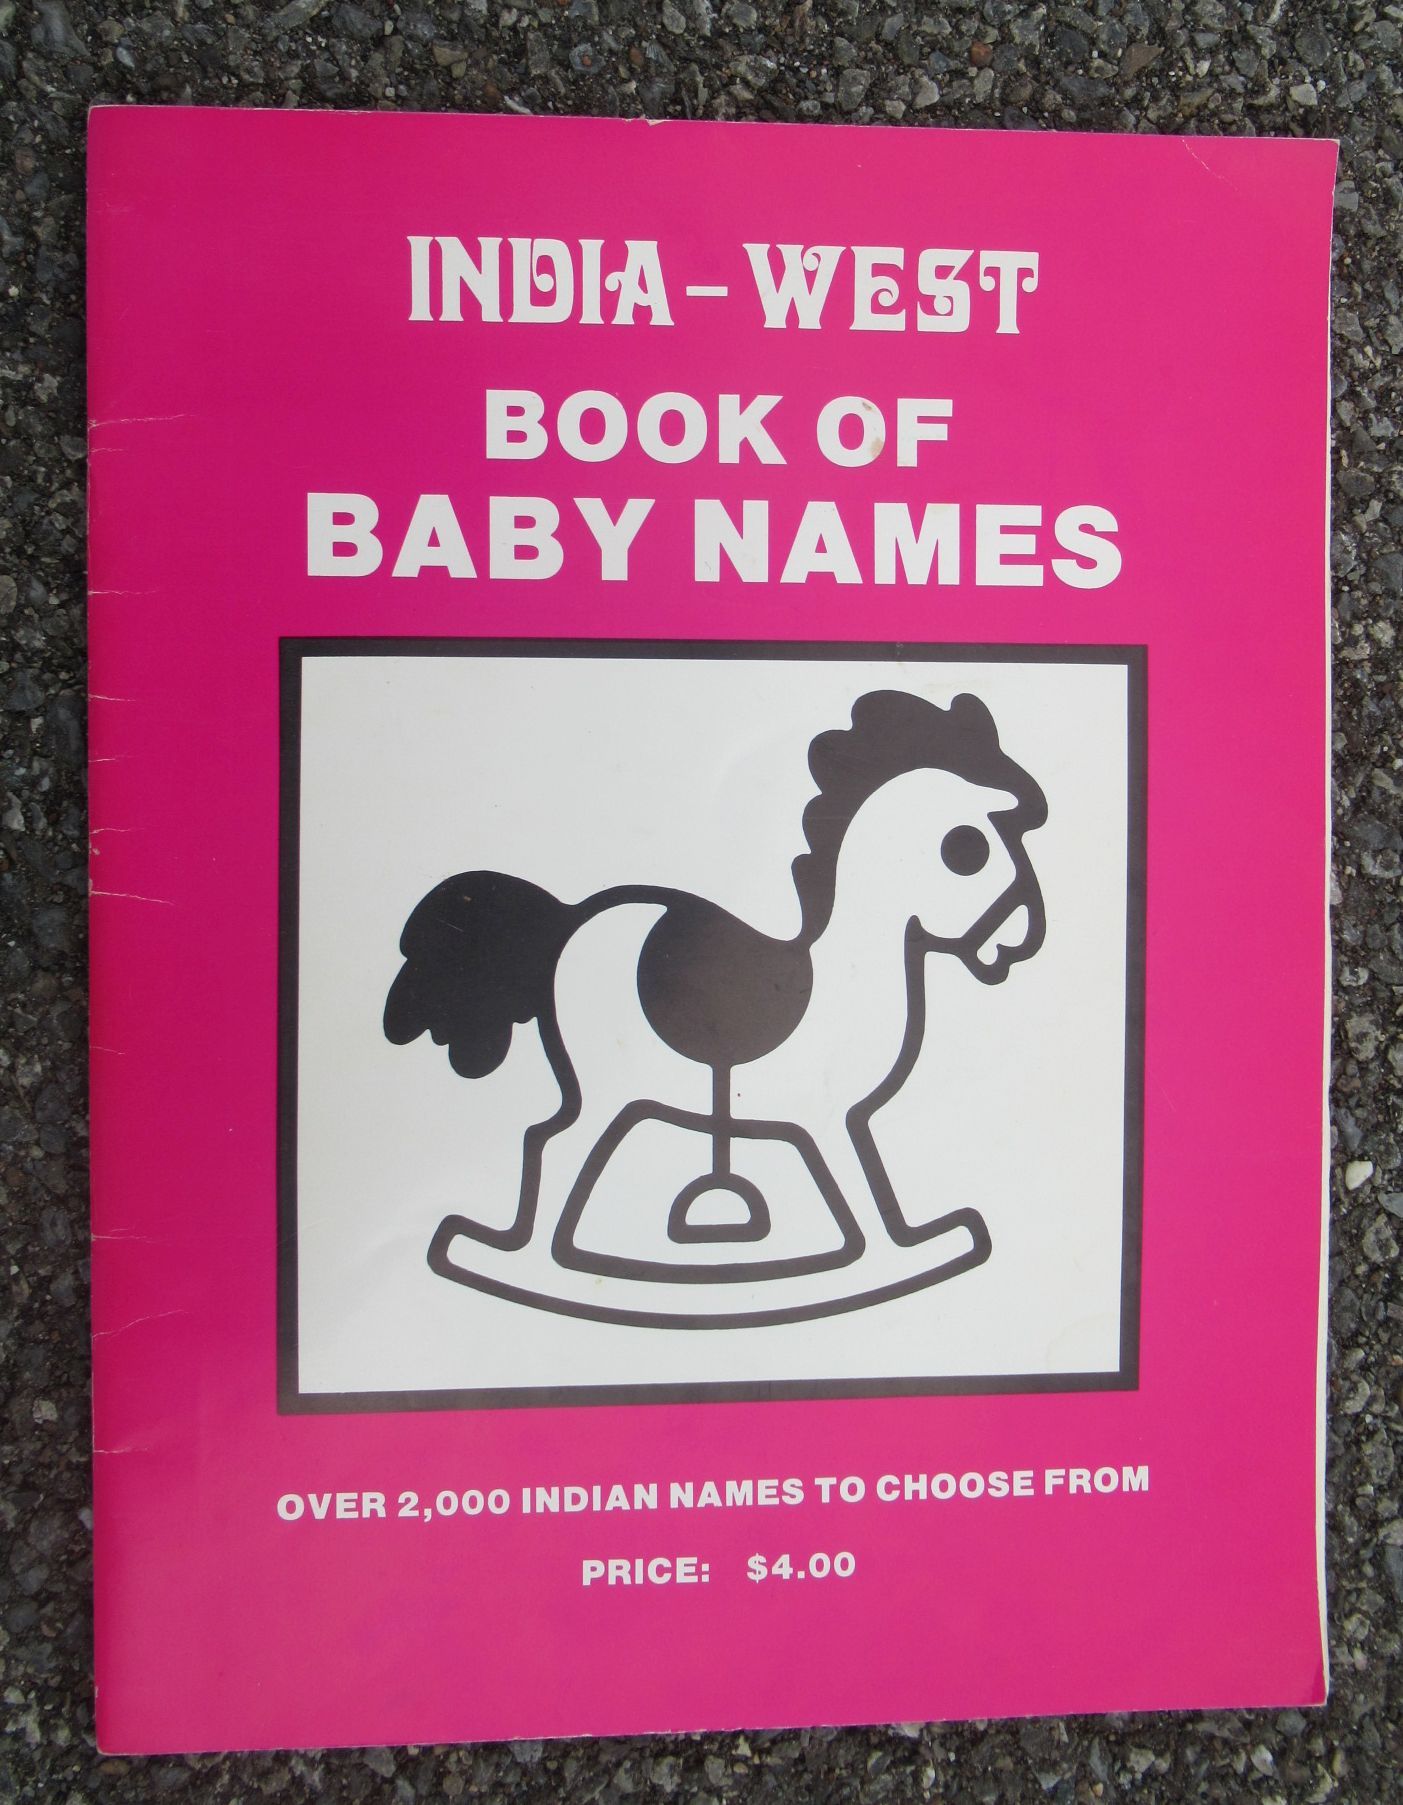 INDIA-WEST
BOOK OF
BABY NAMES
OVER 2,000 INDIAN NAMES TO CHOOSE FROM
PRICE: $4.00